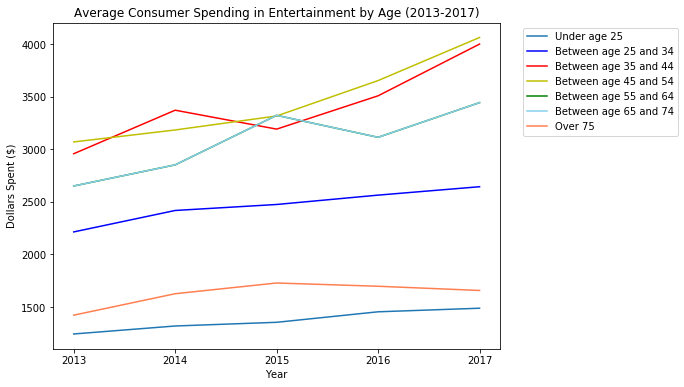 Average Consumer Spending in Entertainment by Age (2013-2017)
Under age 25
Between age 25 and 34
Between age 35 and 44
Between age 45 and 54
Between age 55 and 64
Between age 65 and 74
Over 75
Dollars Spent ($)
4000
3500
3000
2500
2000
1500
2013 2014 2015 2016 2017
Year